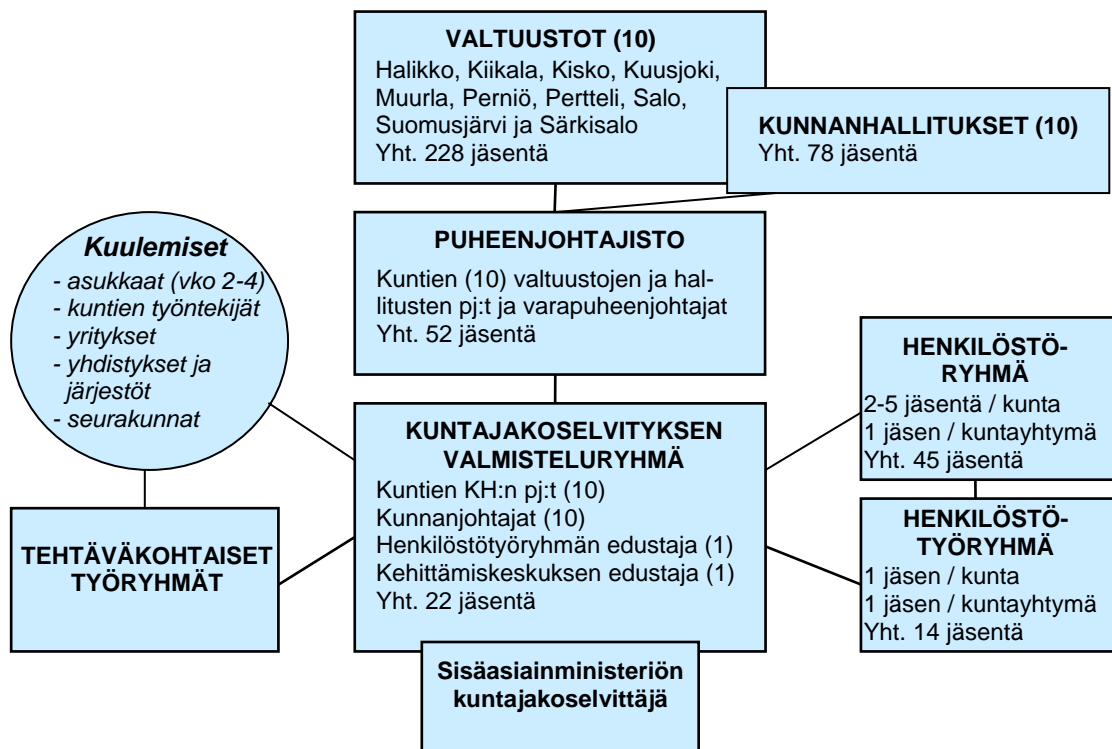 VALTUUSTOT (10)
Halikko, Kiikala, Kisko, Kuusjoki,
Muurla, Perniö, Pertteli, Salo,
Suomusjärvi ja Särkisalo
Yht. 228 jäsentä
KUNNANHALLITUKSET (10)
Yht. 78 jäsentä
PUHEENJOHTAJISTO
Kuntien (10) valtuustojen ja hal-
litusten pj:t ja varapuheenjohtajat
Yht. 52 jäsentä
Kuulemiset
- asukkaat (vko 2-4)
- kuntien työntekijät
- yritykset
- yhdistykset ja
järjestöt
- seurakunnat
HENKILÖSTÖ-
RYHMÄ
2-5 jäsentä / kunta
1 jäsen / kuntayhtymä
Yht. 45 jäsentä
KUNTAJAKOSELVITYKSEN
VALMISTELURYHMÄ
Kuntien KH:n pj:t (10)
Kunnanjohtajat (10)
Henkilöstötyöryhmän edustaja (1)
Kehittämiskeskuksen edustaja (1)
Yht. 22 jäsentä
TEHTÄVÄKOHTAISET
TYÖRYHMÄT
HENKILÖSTÖ-
TYÖRYHMÄ
1 jäsen / kunta
1 jäsen / kuntayhtymä
Yht. 14 jäsentä
Sisäasiainministeriön
kuntajakoselvittäjä